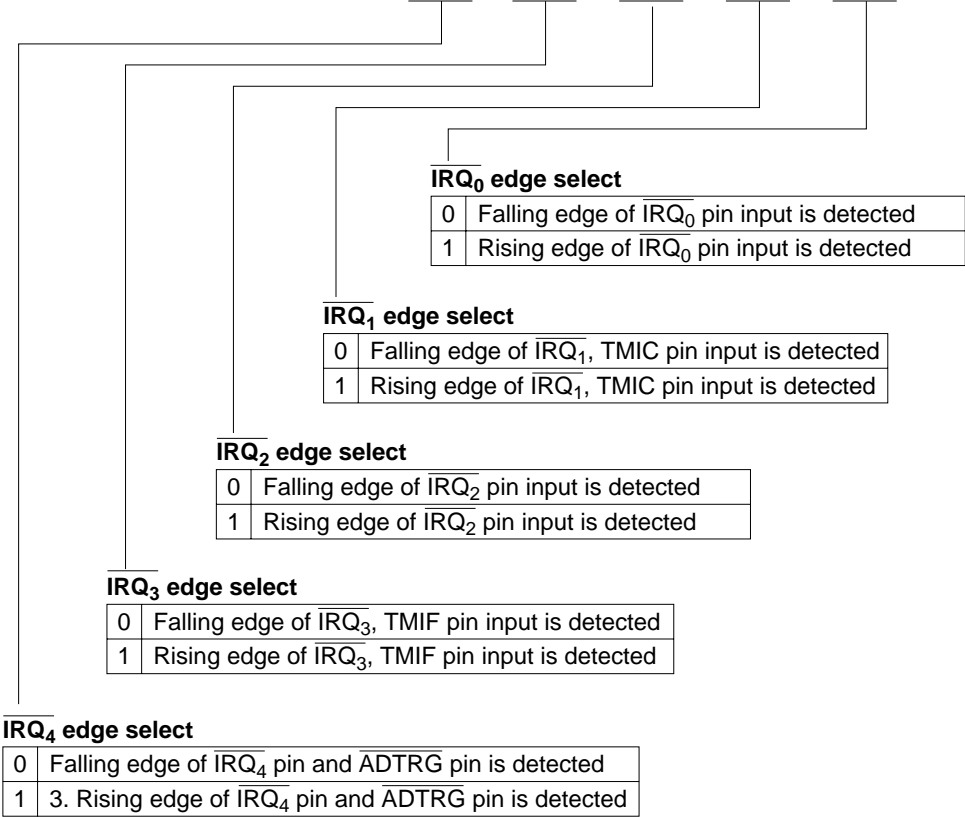 IRQ0 edge select
0 Falling edge of IRQ0 pin input is detected
1 Rising edge of IRQ0 pin input is detected
IRQ1 edge select
0 Falling edge of IRQ1, TMIC pin input is detected
1 Rising edge of IRQ1, TMIC pin input is detected
IRQ2 edge select
0 Falling edge of IRQ2 pin input is detected
1 Rising edge of IRQ2 pin input is detected
IRQ3 edge select
0 Falling edge of IRQ3, TMIF pin input is detected
1 Rising edge of IRQ3, TMIF pin input is detected
IRQ4 edge select
0 Falling edge of IRQ4 pin and ADTRG pin is detected
1 3. Rising edge of IRQ4 pin and ADTRG pin is detected